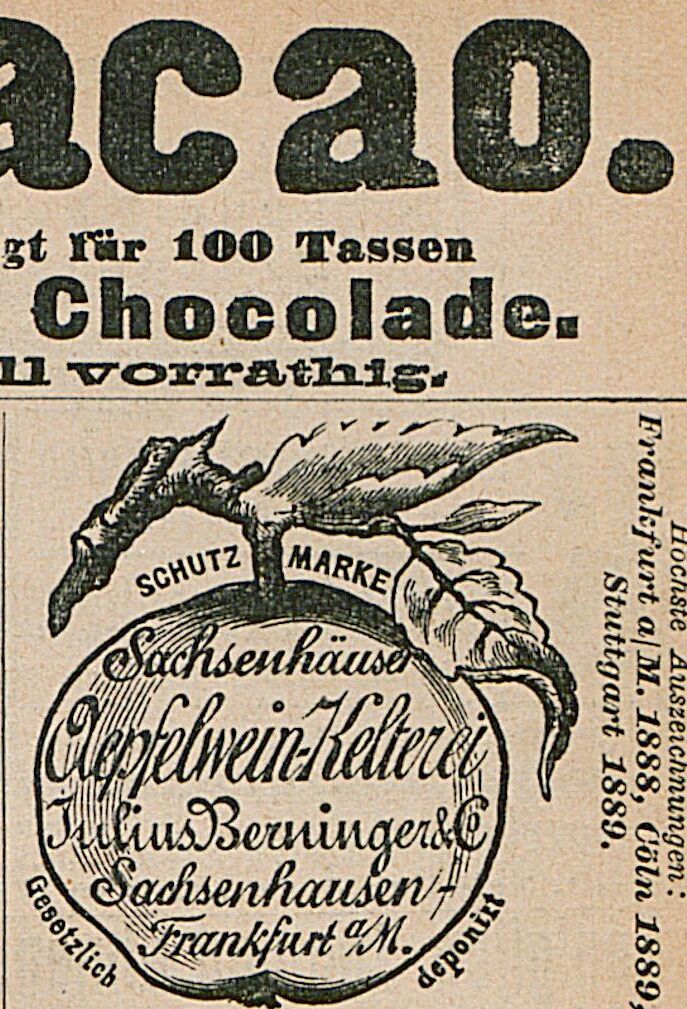 acao.
gt für 100 Tassen
Chocolade.
ll vorräthig.
SCHUTZ MARKE
Sachsenhäuser
Aepfelwein-Kelterei
Julius Berninger & Co
Sachsenhausen-
Frankfurt a/M.
Gesetzlich deponirt
Höchste Auszeichnungen:
Frankfurt a|M. 1888, Cöln 1889,
Stuttgart 1889.